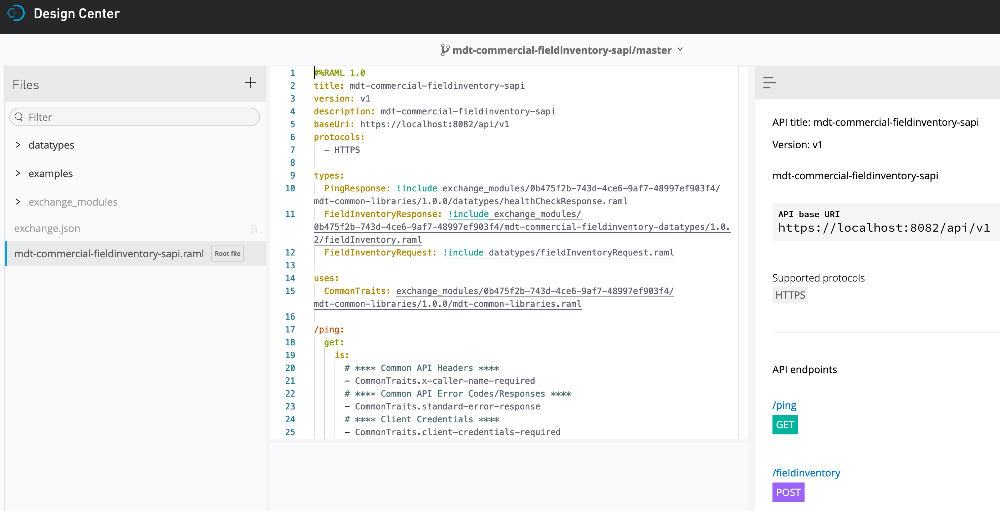 Design Center
mdt-commercial-fieldinventory-sapi/master
Files
Filter
datatypes
examples
exchange_modules
exchange.json
mdt-commercial-fieldinventory-sapi.raml Root file
1 #%RAML 1.0
2 title: mdt-commercial-fieldinventory-sapi
3 version: v1
4 description: mdt-commercial-fieldinventory-sapi
5 baseUri: https://localhost:8082/api/v1
6 protocols:
7 - HTTPS
8
9 types:
10 PingResponse: !include exchange_modules/0b475f2b-743d-4ce6-9af7-48997ef903f4/
mdt-common-libraries/1.0.0/datatypes/healthCheckResponse.raml
11 FieldInventoryResponse: !include exchange_modules/
0b475f2b-743d-4ce6-9af7-48997ef903f4/mdt-commercial-fieldinventory-datatypes/1.0.
2/fieldInventory.raml
12 FieldInventoryRequest: !include datatypes/fieldInventoryRequest.raml
13
14 uses:
15 CommonTraits: exchange_modules/0b475f2b-743d-4ce6-9af7-48997ef903f4/
mdt-common-libraries/1.0.0/mdt-common-libraries.raml
16
17 /ping:
18 get:
19 is:
20 # **** Common API Headers ****
21 - CommonTraits.x-caller-name-required
22 # **** Common API Error Codes/Responses ****
23 - CommonTraits.standard-error-response
24 # **** Client Credentials ****
25 - CommonTraits.client-credentials-required
API title: mdt-commercial-fieldinventory-sapi
Version: v1
mdt-commercial-fieldinventory-sapi
API base URI
https://localhost:8082/api/v1
Supported protocols
HTTPS
API endpoints
/ping
GET
/fieldinventory
POST